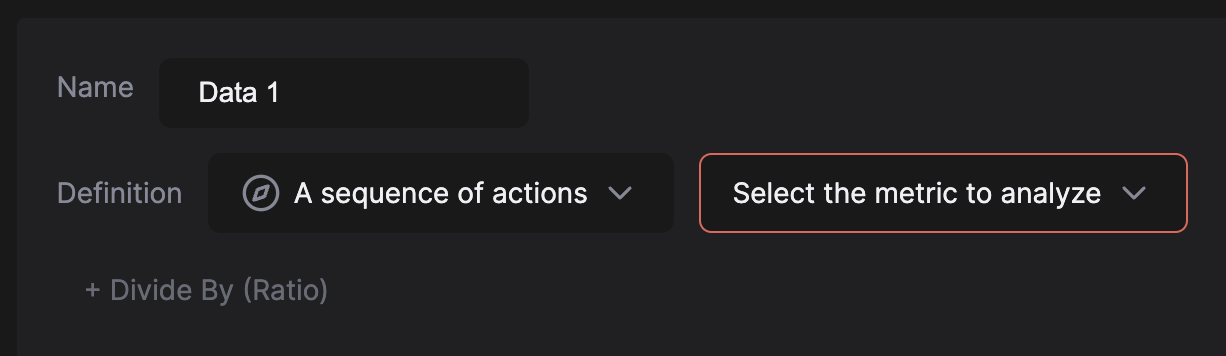 Name
Data 1
Definition
A sequence of actions
Select the metric to analyze
+ Divide By (Ratio)